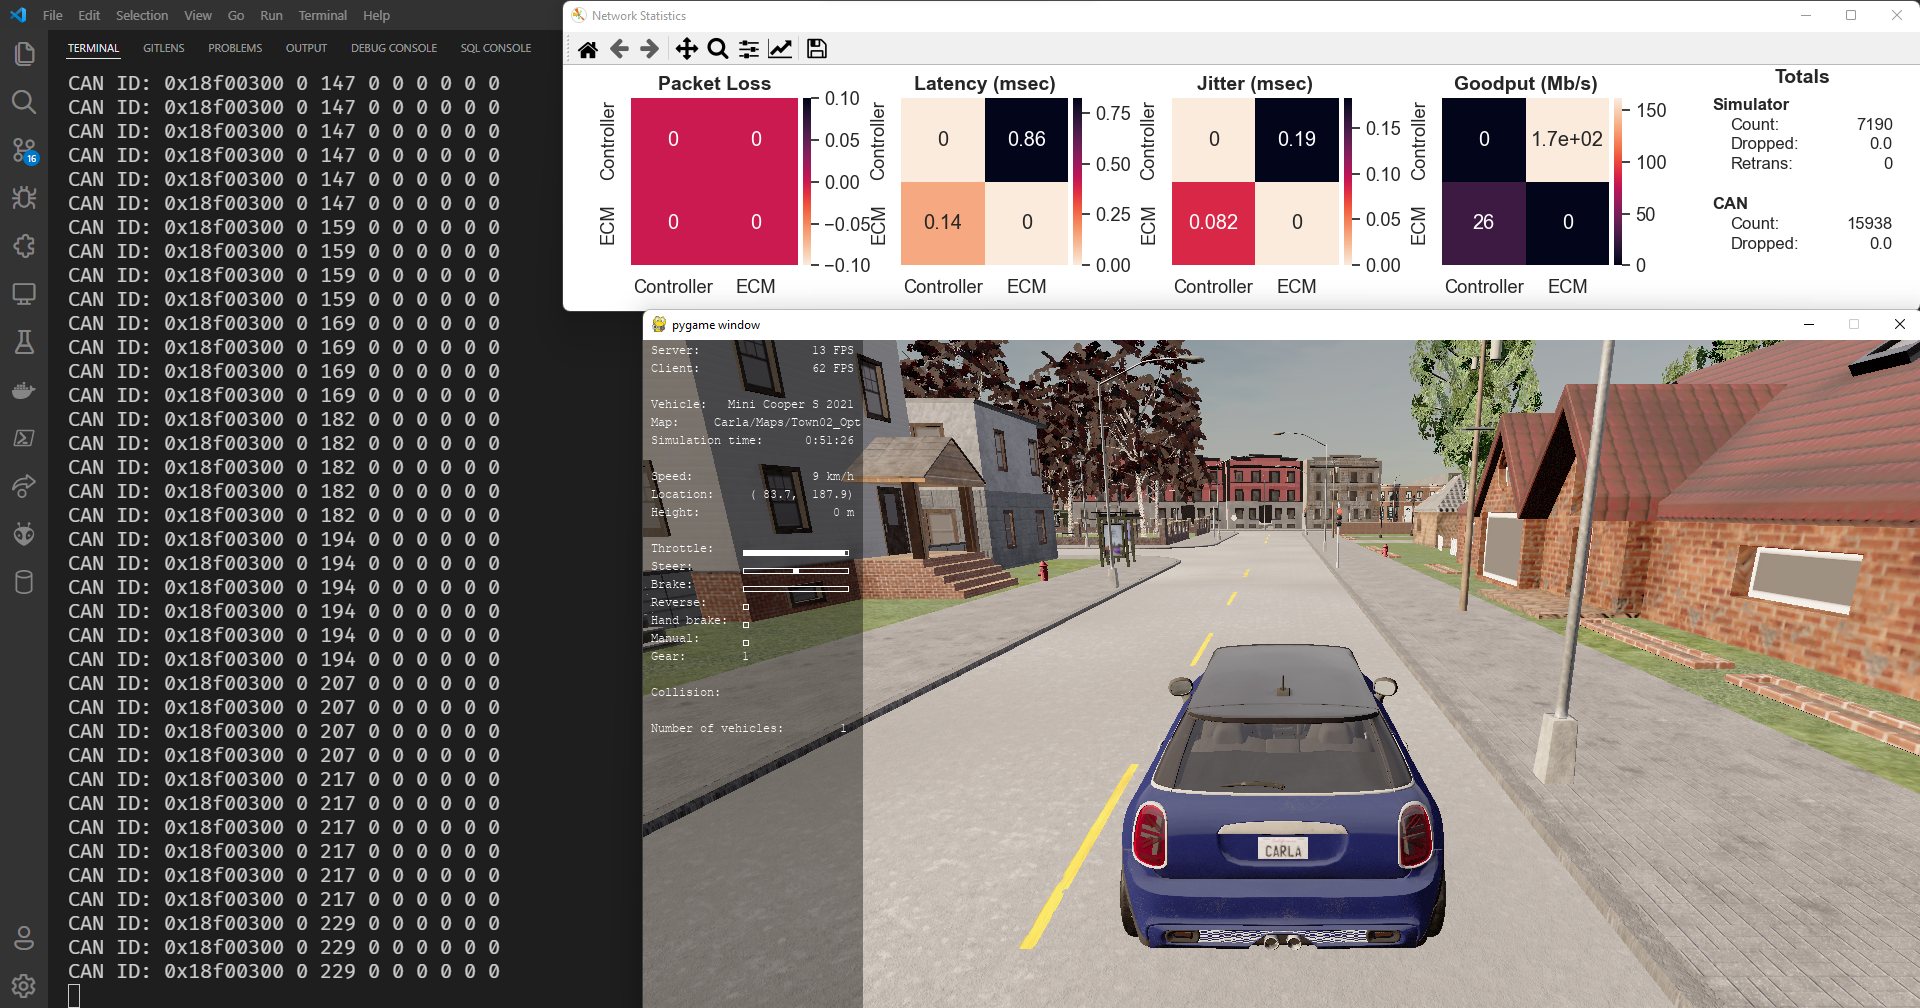 File Edit Selection View Go Run Terminal Help
TERMINAL GITLENS PROBLEMS OUTPUT DEBUG CONSOLE SQL CONSOLE
16
CAN ID: 0x18f00300 0 147 0 0 0 0 0 0
CAN ID: 0x18f00300 0 147 0 0 0 0 0 0
CAN ID: 0x18f00300 0 147 0 0 0 0 0 0
CAN ID: 0x18f00300 0 147 0 0 0 0 0 0
CAN ID: 0x18f00300 0 147 0 0 0 0 0 0
CAN ID: 0x18f00300 0 147 0 0 0 0 0 0
CAN ID: 0x18f00300 0 159 0 0 0 0 0 0
CAN ID: 0x18f00300 0 159 0 0 0 0 0 0
CAN ID: 0x18f00300 0 159 0 0 0 0 0 0
CAN ID: 0x18f00300 0 159 0 0 0 0 0 0
CAN ID: 0x18f00300 0 169 0 0 0 0 0 0
CAN ID: 0x18f00300 0 169 0 0 0 0 0 0
CAN ID: 0x18f00300 0 169 0 0 0 0 0 0
CAN ID: 0x18f00300 0 169 0 0 0 0 0 0
CAN ID: 0x18f00300 0 182 0 0 0 0 0 0
CAN ID: 0x18f00300 0 182 0 0 0 0 0 0
CAN ID: 0x18f00300 0 182 0 0 0 0 0 0
CAN ID: 0x18f00300 0 182 0 0 0 0 0 0
CAN ID: 0x18f00300 0 182 0 0 0 0 0 0
CAN ID: 0x18f00300 0 194 0 0 0 0 0 0
CAN ID: 0x18f00300 0 194 0 0 0 0 0 0
CAN ID: 0x18f00300 0 194 0 0 0 0 0 0
CAN ID: 0x18f00300 0 194 0 0 0 0 0 0
CAN ID: 0x18f00300 0 194 0 0 0 0 0 0
CAN ID: 0x18f00300 0 194 0 0 0 0 0 0
CAN ID: 0x18f00300 0 207 0 0 0 0 0 0
CAN ID: 0x18f00300 0 207 0 0 0 0 0 0
CAN ID: 0x18f00300 0 207 0 0 0 0 0 0
CAN ID: 0x18f00300 0 207 0 0 0 0 0 0
CAN ID: 0x18f00300 0 217 0 0 0 0 0 0
CAN ID: 0x18f00300 0 217 0 0 0 0 0 0
CAN ID: 0x18f00300 0 217 0 0 0 0 0 0
CAN ID: 0x18f00300 0 217 0 0 0 0 0 0
CAN ID: 0x18f00300 0 217 0 0 0 0 0 0
CAN ID: 0x18f00300 0 217 0 0 0 0 0 0
CAN ID: 0x18f00300 0 229 0 0 0 0 0 0
CAN ID: 0x18f00300 0 229 0 0 0 0 0 0
CAN ID: 0x18f00300 0 229 0 0 0 0 0 0
Network Statistics
Packet Loss
Controller
ECM
0 0
0 0
Controller ECM
0.10
0.05
0.00
−0.05
−0.10
Latency (msec)
Controller
ECM
0 0.86
0.14 0
Controller ECM
0.75
0.50
0.25
0.00
Jitter (msec)
Controller
ECM
0 0.19
0.082 0
Controller ECM
0.15
0.10
0.05
0.00
Goodput (Mb/s)
Controller
ECM
0 1.7e+02
26 0
Controller ECM
150
100
50
0
Totals
Simulator
Count: 7190
Dropped: 0.0
Retrans: 0
CAN
Count: 15938
Dropped: 0.0
pygame window
Server: 13 FPS
Client: 62 FPS
Vehicle: Mini Cooper S 2021
Map: Carla/Maps/Town02_Opt
Simulation time: 0:51:26
Speed: 9 km/h
Location: ( 83.7, 187.9)
Height: 0 m
Throttle:
Steer:
Brake:
Reverse:
Hand brake:
Manual:
Gear: 1
Collision:
Number of vehicles: 1
CARLA